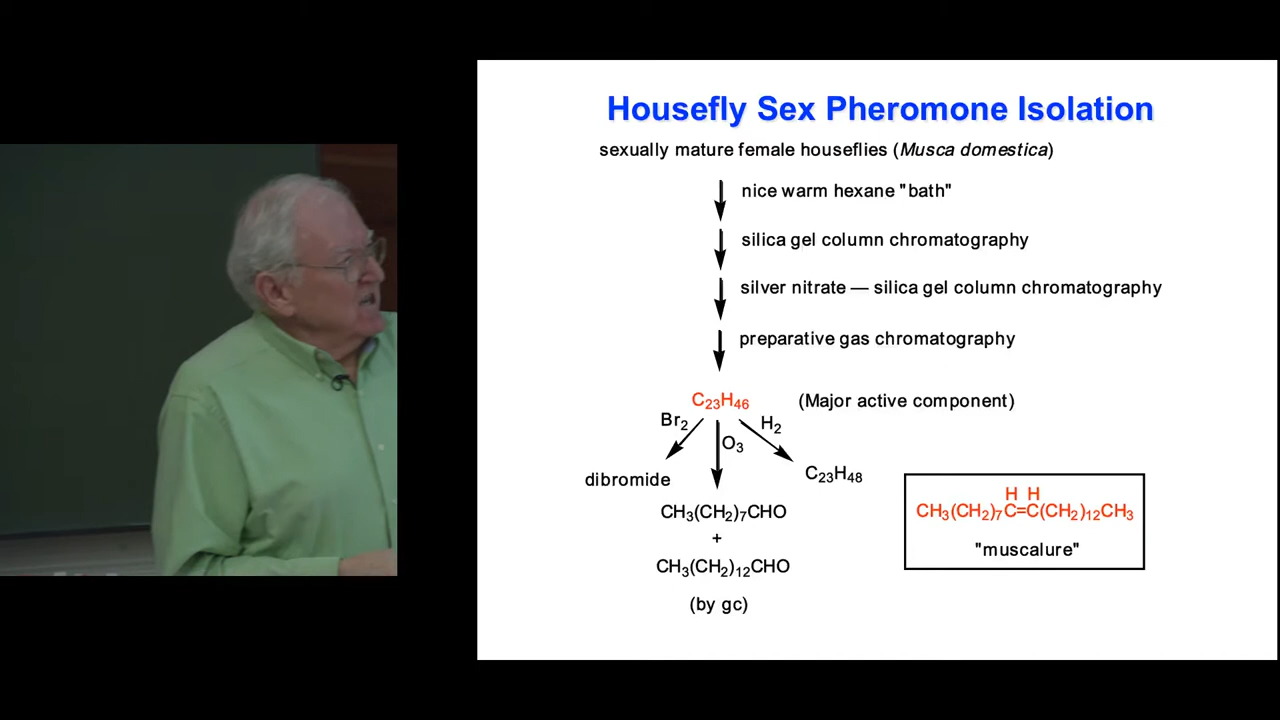 Housefly Sex Pheromone Isolation
sexually mature female houseflies (Musca domestica)
nice warm hexane "bath"
silica gel column chromatography
silver nitrate — silica gel column chromatography
preparative gas chromatography
C₂₃H₄₆ (Major active component)
Br₂ O₃ H₂
dibromide
C₂₃H₄₈
CH₃(CH₂)₇CHO
+
CH₃(CH₂)₁₂CHO
(by gc)
H H
CH₃(CH₂)₇C=C(CH₂)₁₂CH₃
"muscalure"